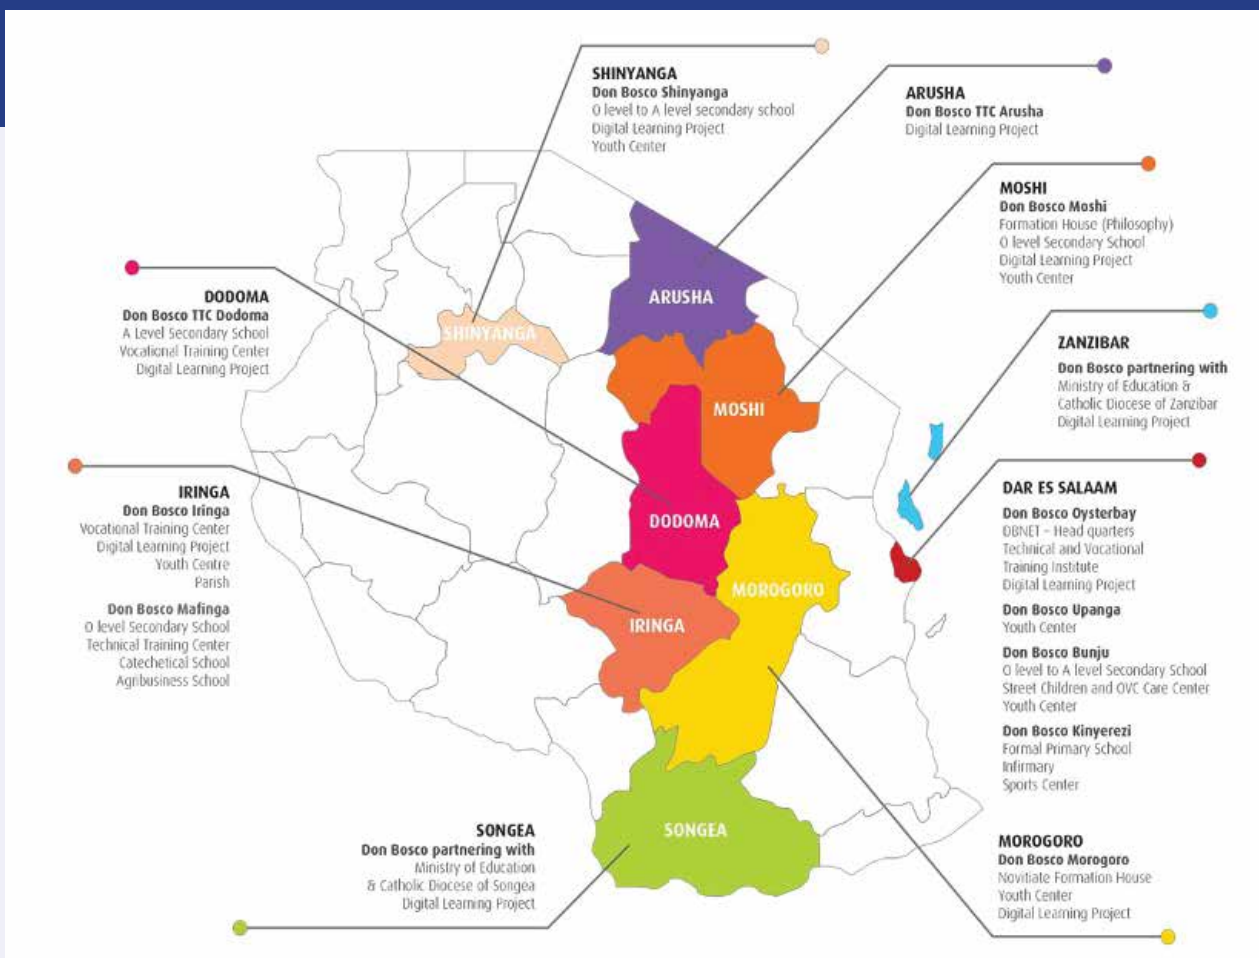 SHINYANGA
Don Bosco Shinyanga
O level to A level secondary school
Digital Learning Project
Youth Center
ARUSHA
Don Bosco TTC Arusha
Digital Learning Project
MOSHI
Don Bosco Moshi
Formation House (Philosophy)
O level Secondary School
Digital Learning Project
Youth Center
DODOMA
Don Bosco TTC Dodoma
A Level Secondary School
Vocational Training Center
Digital Learning Project
ZANZIBAR
Don Bosco partnering with
Ministry of Education &
Catholic Diocese of Zanzibar
Digital Learning Project
IRINGA
Don Bosco Iringa
Vocational Training Center
Digital Learning Project
Youth Centre
Parish
Don Bosco Mafinga
O level Secondary School
Technical Training Center
Catechetical School
Agribusiness School
DAR ES SALAAM
Don Bosco Oysterbay
DBNET – Head quarters
Technical and Vocational
Training Institute
Digital Learning Project
Don Bosco Upanga
Youth Center
Don Bosco Bunju
O level to A level Secondary School
Street Children and OVC Care Center
Youth Center
Don Bosco Kinyerezi
Formal Primary School
Infirmary
Sports Center
SONGEA
Don Bosco partnering with
Ministry of Education
& Catholic Diocese of Songea
Digital Learning Project
MOROGORO
Don Bosco Morogoro
Novitiate Formation House
Youth Center
Digital Learning Project
ARUSHA
SHINYANGA
MOSHI
DODOMA
MOROGORO
IRINGA
SONGEA